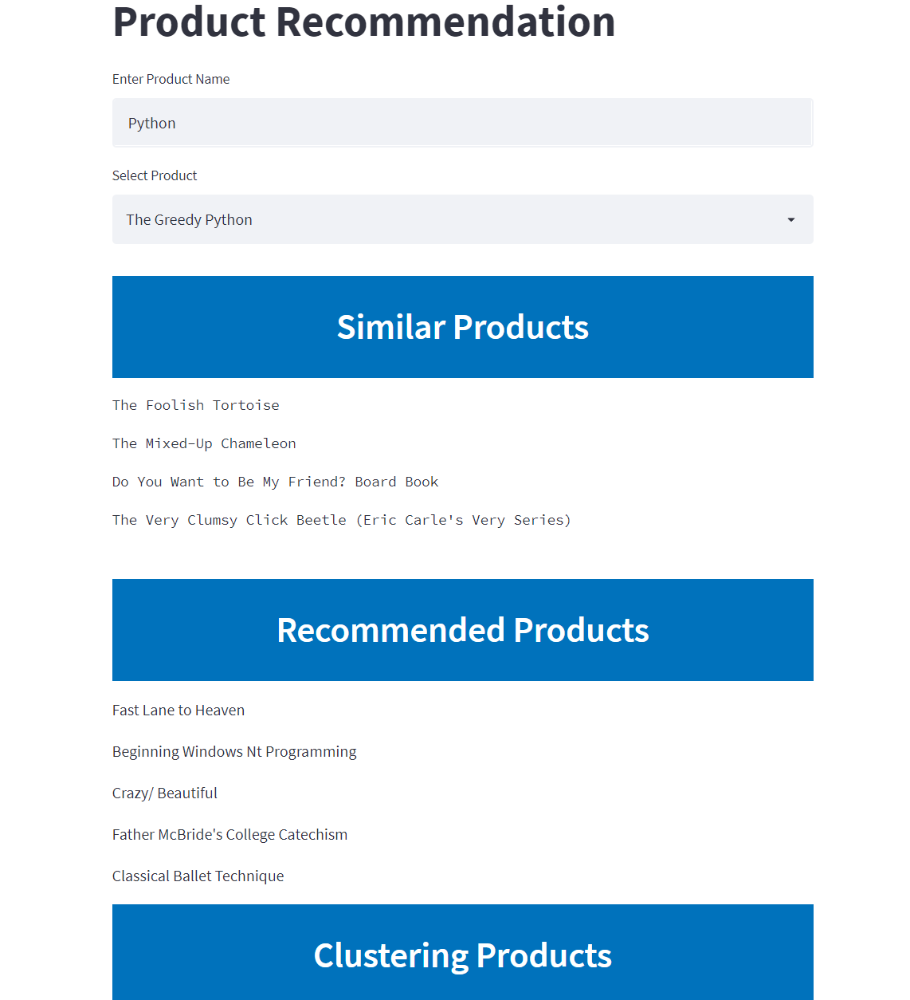 Product Recommendation
Enter Product Name
Python
Select Product
The Greedy Python
Similar Products
The Foolish Tortoise
The Mixed-Up Chameleon
Do You Want to Be My Friend? Board Book
The Very Clumsy Click Beetle (Eric Carle's Very Series)
Recommended Products
Fast Lane to Heaven
Beginning Windows Nt Programming
Crazy/ Beautiful
Father McBride's College Catechism
Classical Ballet Technique
Clustering Products